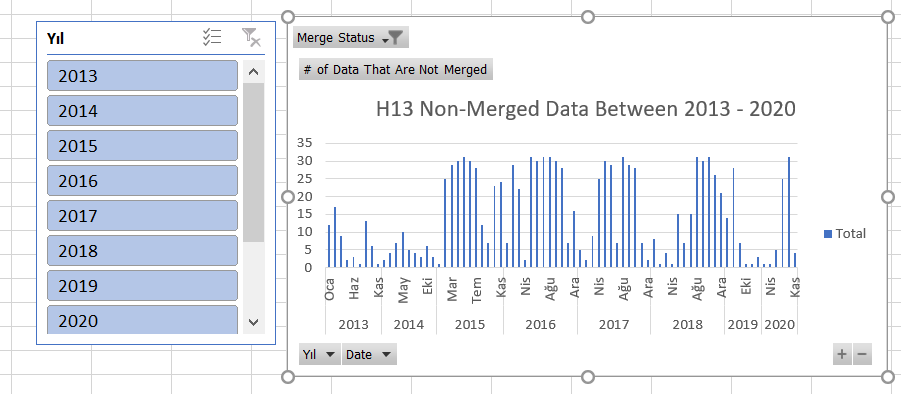 Yıl
2013
2014
2015
2016
2017
2018
2019
2020
Merge Status
# of Data That Are Not Merged
H13 Non-Merged Data Between 2013 - 2020
35
30
25
20
15
10
5
0
Oca Haz Kas May Eki Mar Tem Kas Nis Ağu Ara Nis Ağu Ara Nis Ağu Ara Eki Nis Kas
2013 2014 2015 2016 2017 2018 2019 2020
Total
Yıl Date